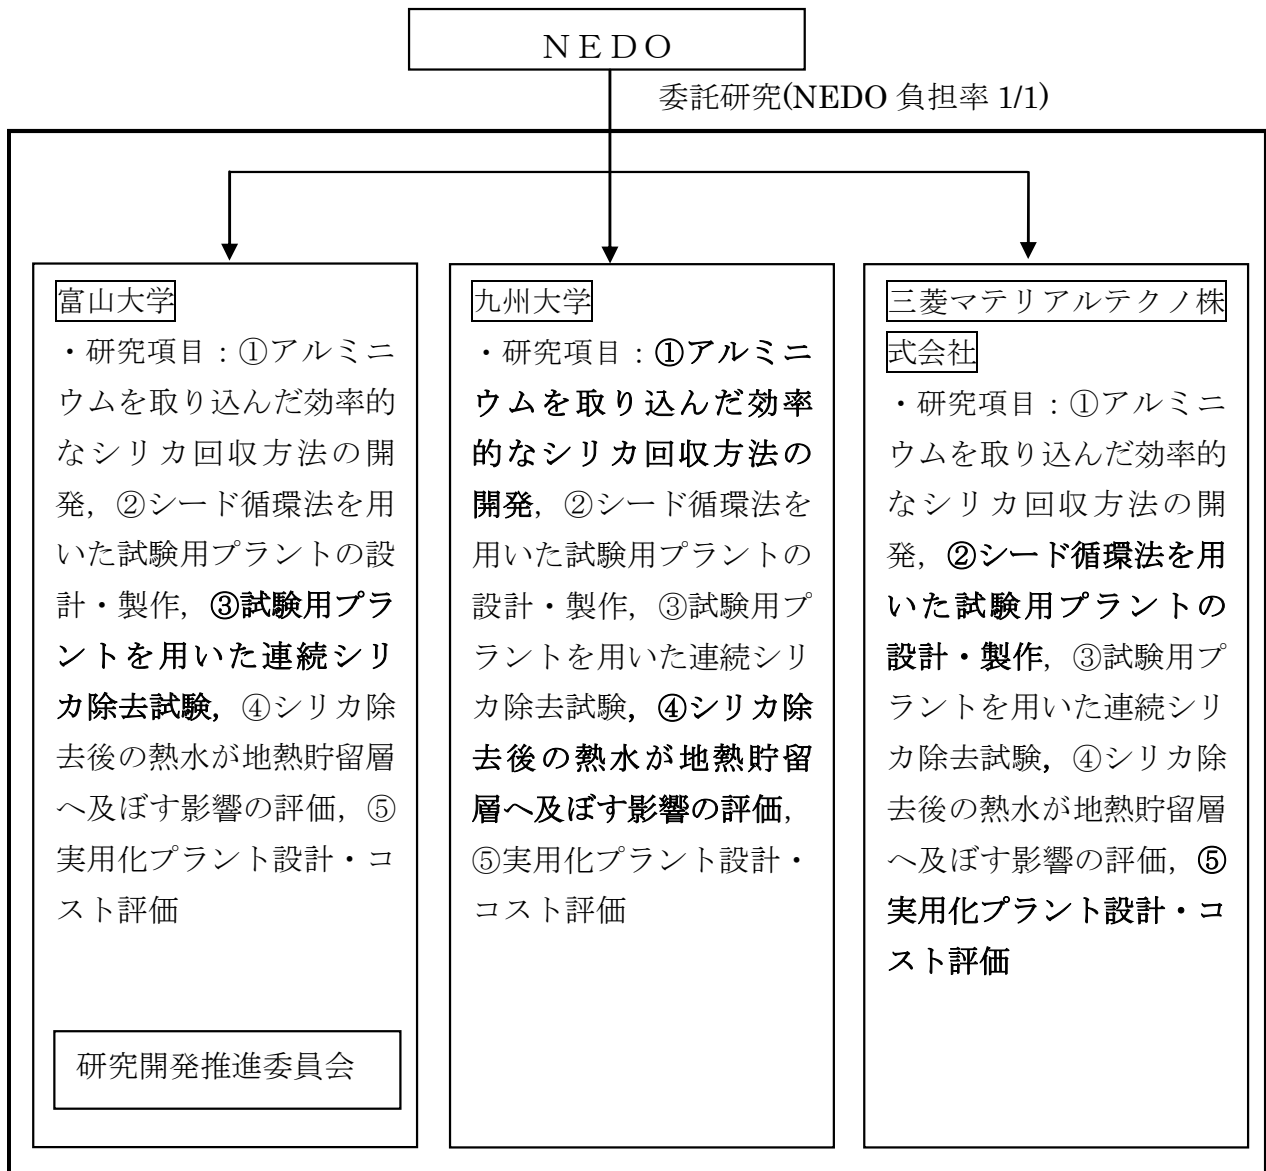 ＮＥＤＯ
委託研究(NEDO 負担率 1/1)
富山大学
・研究項目：①アルミニ
ウムを取り込んだ効率的
なシリカ回収方法の開
発，②シード循環法を用
いた試験用プラントの設
計・製作，③試験用プラ
ントを用いた連続シリ
カ除去試験，④シリカ除
去後の熱水が地熱貯留層
へ及ぼす影響の評価，⑤
実用化プラント設計・コ
スト評価
研究開発推進委員会
九州大学
・研究項目：①アルミニ
ウムを取り込んだ効率
的なシリカ回収方法の
開発，②シード循環法を
用いた試験用プラントの
設計・製作，③試験用プ
ラントを用いた連続シリ
カ除去試験，④シリカ除
去後の熱水が地熱貯留
層へ及ぼす影響の評価，
⑤実用化プラント設計・
コスト評価
三菱マテリアルテクノ株
式会社
・研究項目：①アルミニ
ウムを取り込んだ効率的
なシリカ回収方法の開
発，②シード循環法を用
いた試験用プラントの
設計・製作，③試験用プ
ラントを用いた連続シリ
カ除去試験，④シリカ除
去後の熱水が地熱貯留層
へ及ぼす影響の評価，⑤
実用化プラント設計・コ
スト評価